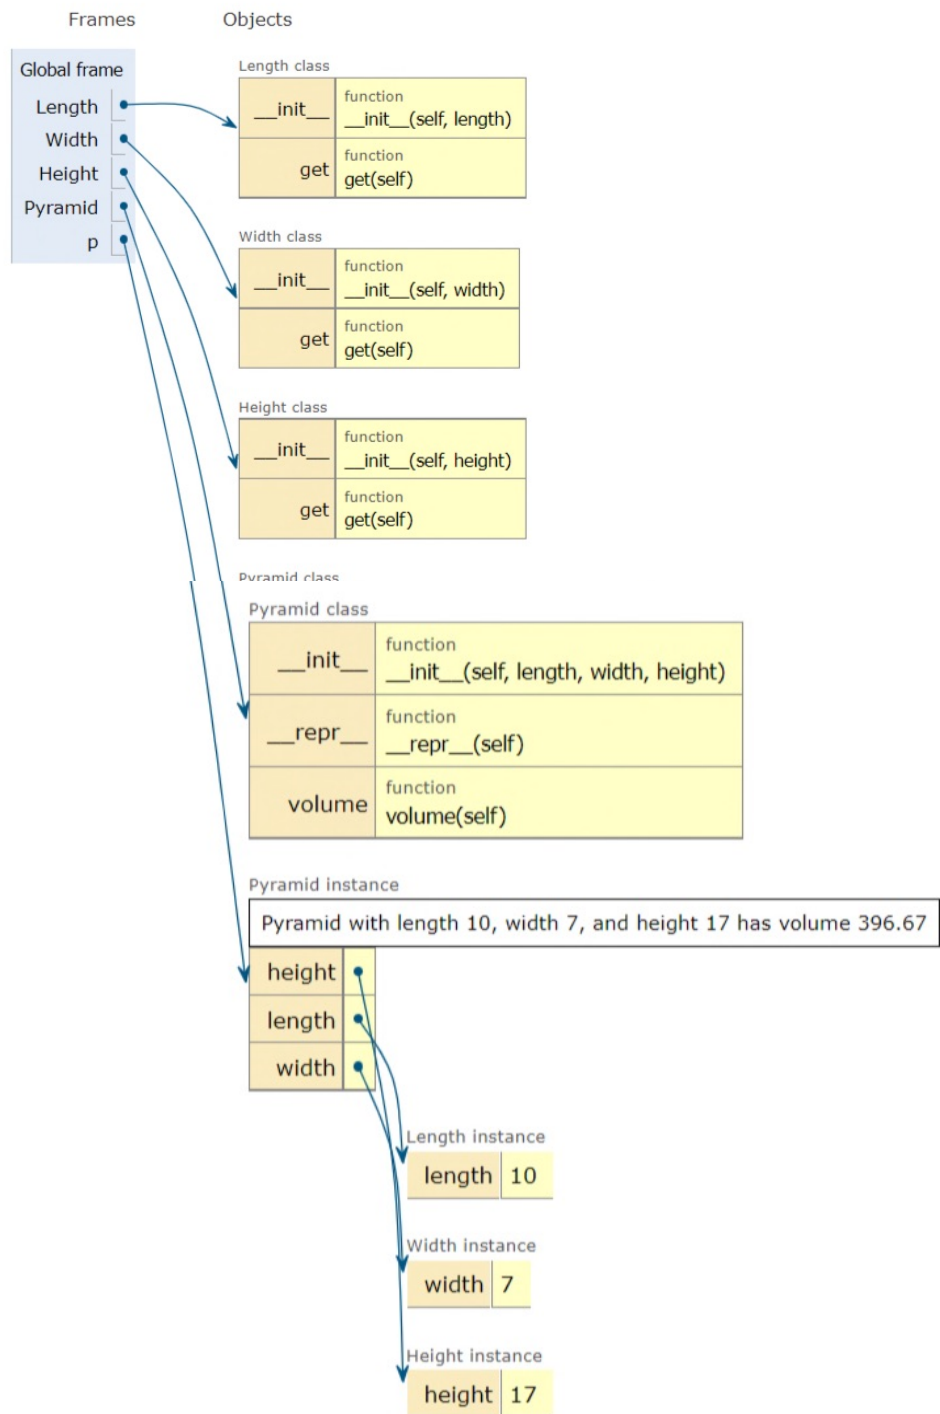 Frames Objects
Global frame
Length
Width
Height
Pyramid
p
Length class
__init__ function
__init__(self, length)
get function
get(self)
Width class
__init__ function
__init__(self, width)
get function
get(self)
Height class
__init__ function
__init__(self, height)
get function
get(self)
Pyramid class
Pyramid class
__init__ function
__init__(self, length, width, height)
__repr__ function
__repr__(self)
volume function
volume(self)
Pyramid instance
Pyramid with length 10, width 7, and height 17 has volume 396.67
height
length
width
Length instance
length 10
Width instance
width 7
Height instance
height 17